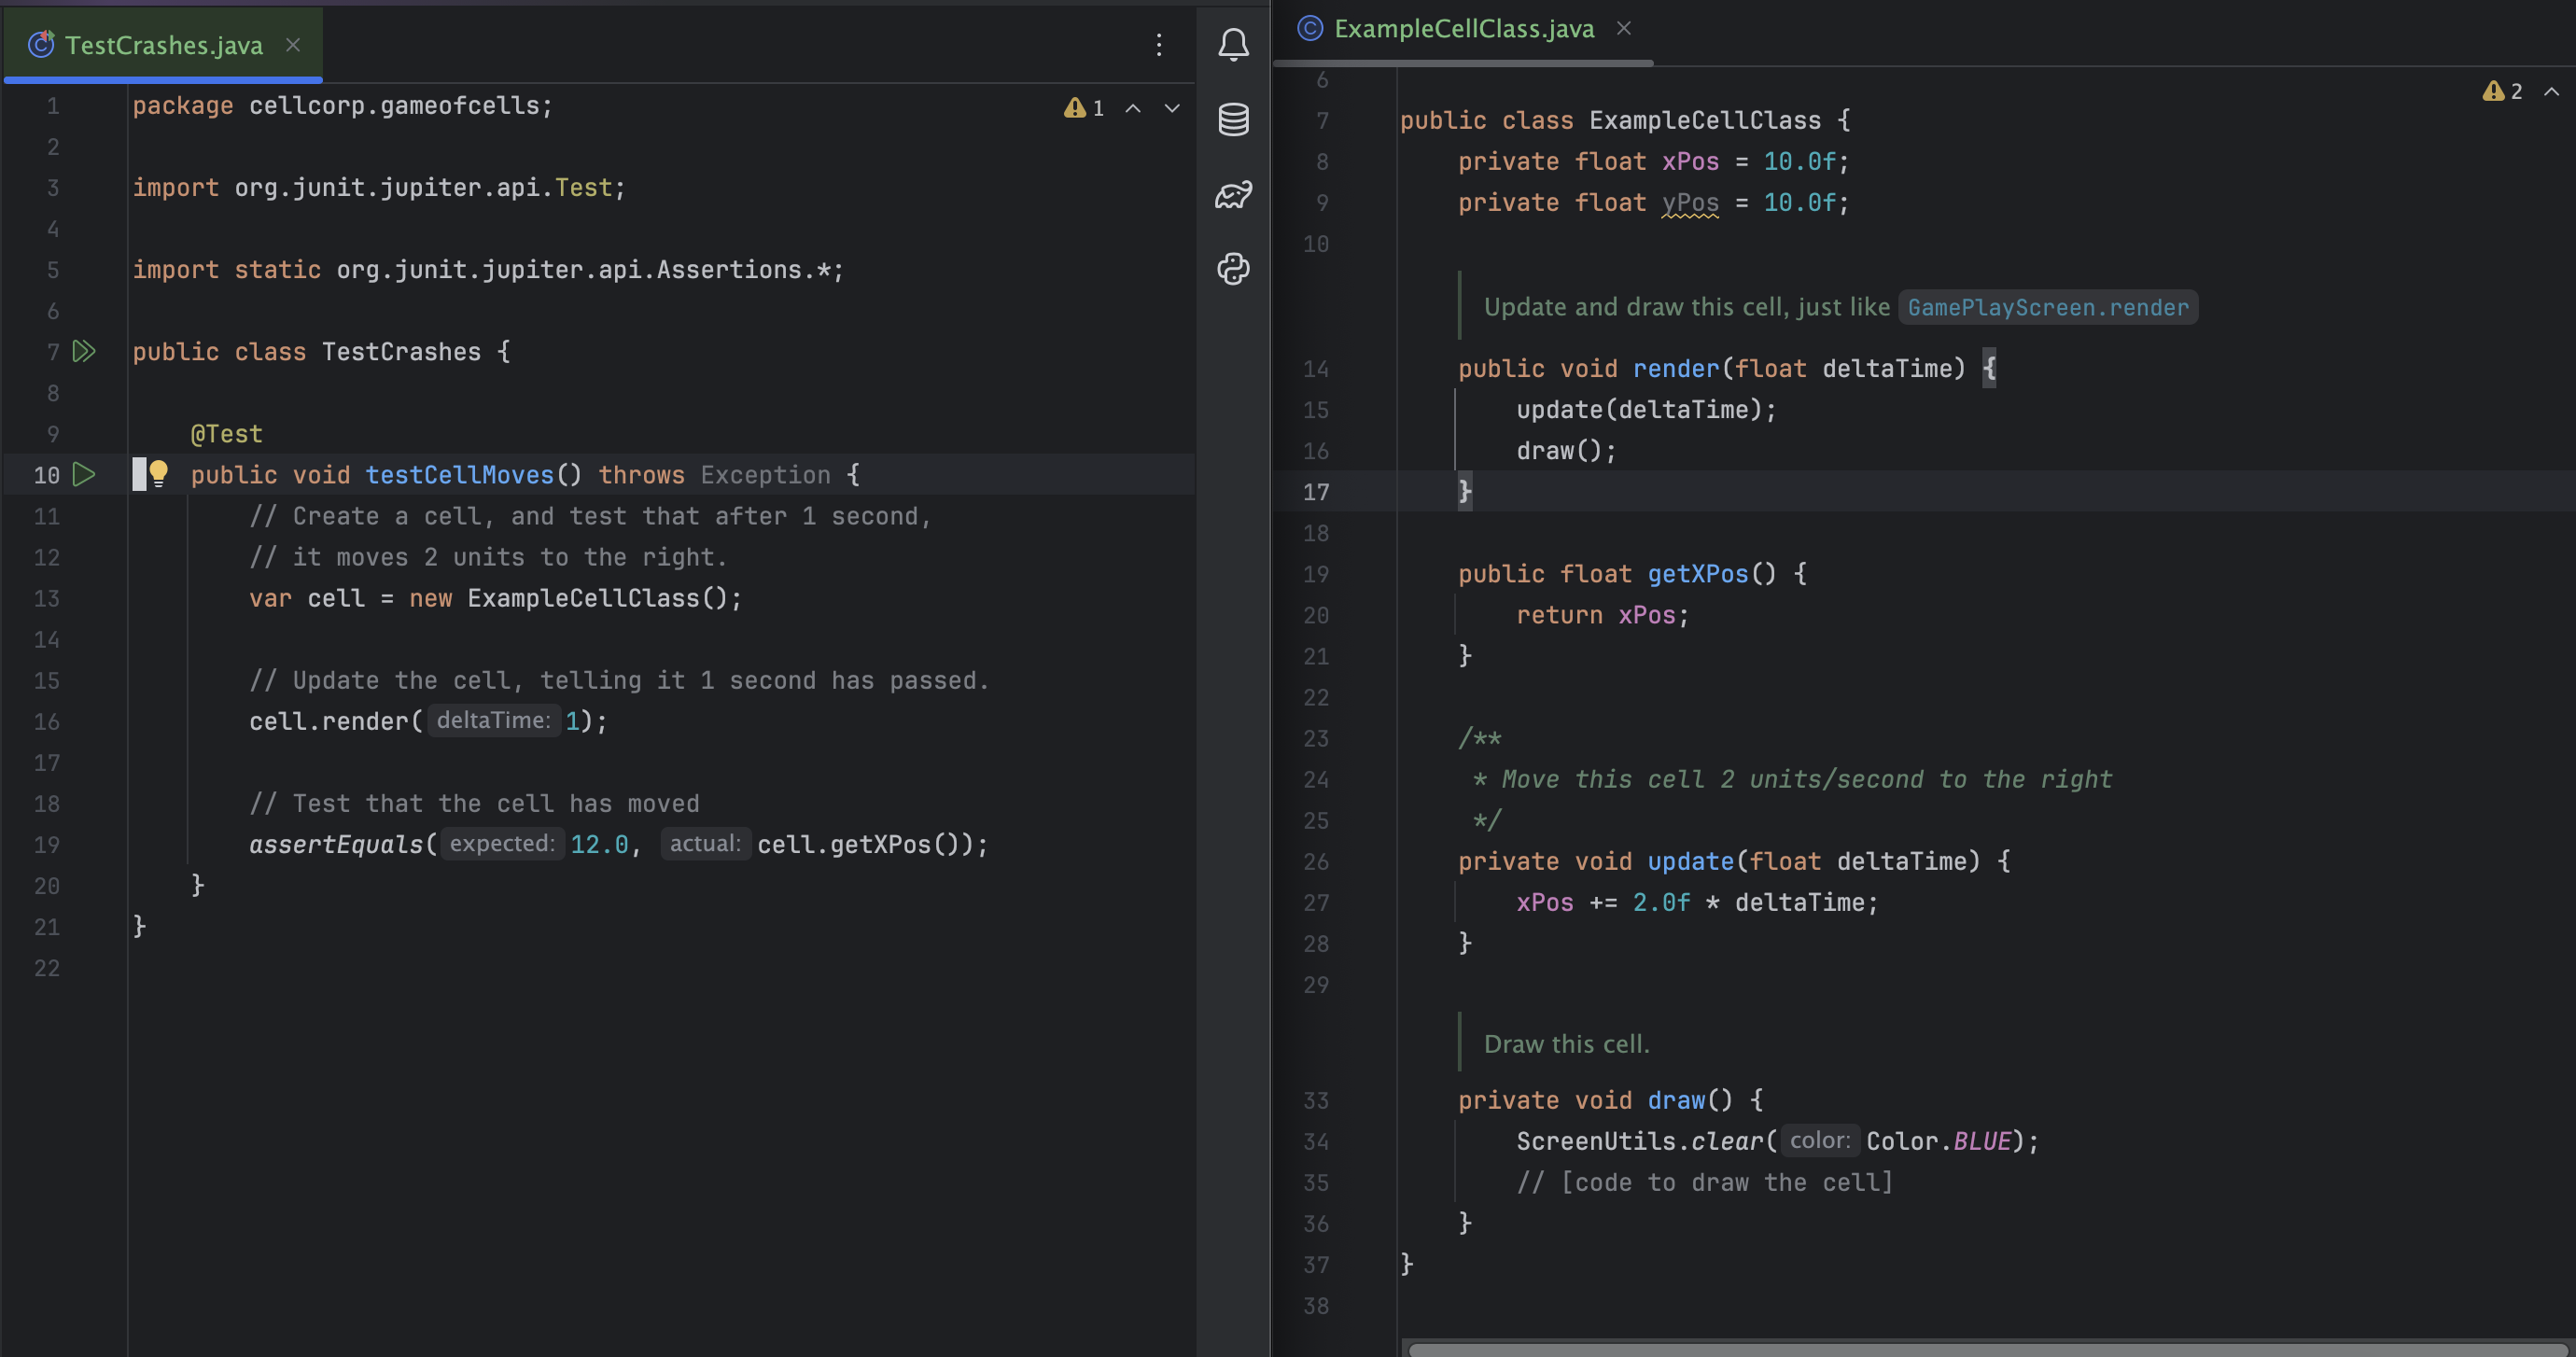 TestCrashes.java
1 package cellcorp.gameofcells;
1
2
3 import org.junit.jupiter.api.Test;
4
5 import static org.junit.jupiter.api.Assertions.*;
6
7 public class TestCrashes {
8
9 @Test
10 public void testCellMoves() throws Exception {
11 // Create a cell, and test that after 1 second,
12 // it moves 2 units to the right.
13 var cell = new ExampleCellClass();
14
15 // Update the cell, telling it 1 second has passed.
16 cell.render( deltaTime: 1);
17
18 // Test that the cell has moved
19 assertEquals( expected: 12.0, actual: cell.getXPos());
20 }
21 }
22
ExampleCellClass.java
6
2
7 public class ExampleCellClass {
8 private float xPos = 10.0f;
9 private float yPos = 10.0f;
10
Update and draw this cell, just like GamePlayScreen.render
14 public void render(float deltaTime) {
15 update(deltaTime);
16 draw();
17 }
18
19 public float getXPos() {
20 return xPos;
21 }
22
23 /**
24 * Move this cell 2 units/second to the right
25 */
26 private void update(float deltaTime) {
27 xPos += 2.0f * deltaTime;
28 }
29
Draw this cell.
33 private void draw() {
34 ScreenUtils.clear( color: Color.BLUE);
35 // [code to draw the cell]
36 }
37 }
38